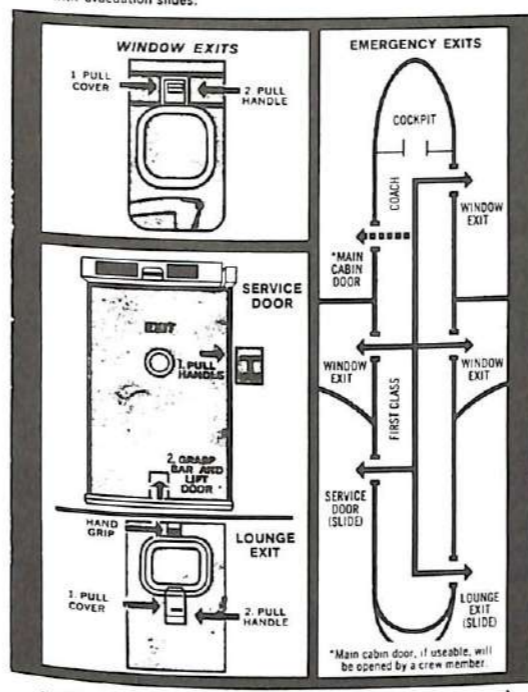 evacuation slides.
WINDOW EXITS
1. PULL
COVER
2. PULL
HANDLE
SERVICE
DOOR
EXIT
1. PULL
HANDLE
2. GRASP
BAR AND
LIFT
DOOR
HAND
GRIP
LOUNGE
EXIT
1. PULL
COVER
2. PULL
HANDLE
EMERGENCY EXITS
COCKPIT
COACH
WINDOW
EXIT
*MAIN
CABIN
DOOR
WINDOW
EXIT
WINDOW
EXIT
FIRST CLASS
SERVICE
DOOR
(SLIDE)
LOUNGE
EXIT
(SLIDE)
*Main cabin door, if useable, will
be opened by a crew member.